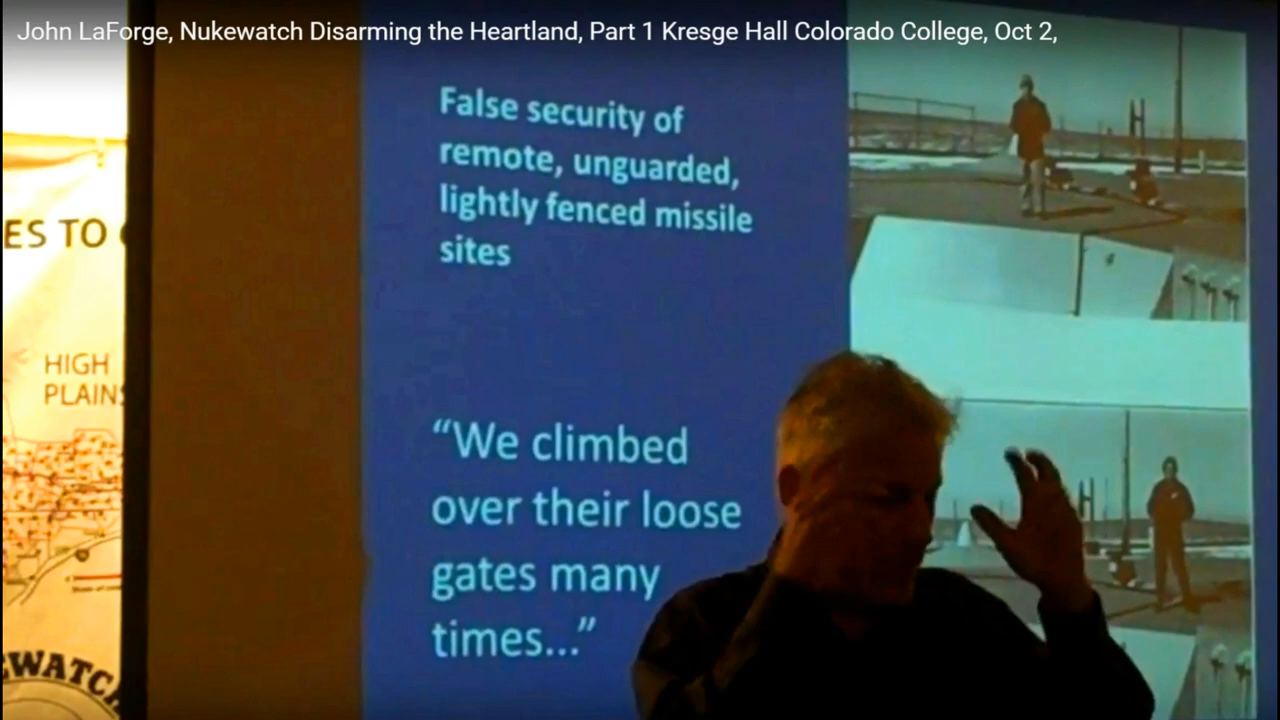 John LaForge, Nukewatch Disarming the Heartland, Part 1 Kresge Hall Colorado College, Oct 2,
False security of
remote, unguarded,
lightly fenced missile
sites
"We climbed
over their loose
gates many
times..."
ES TO
HIGH
PLAINS
EWATCH